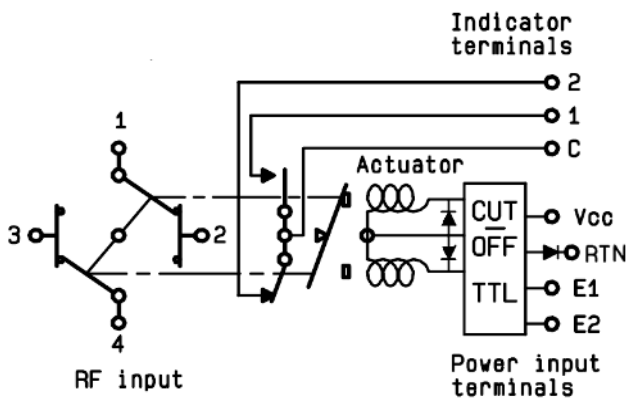 Indicator
terminals
2
1
C
1
Actuator
3
2
CUT
OFF
TTL
Vcc
RTN
E1
E2
4
RF input
Power input
terminals